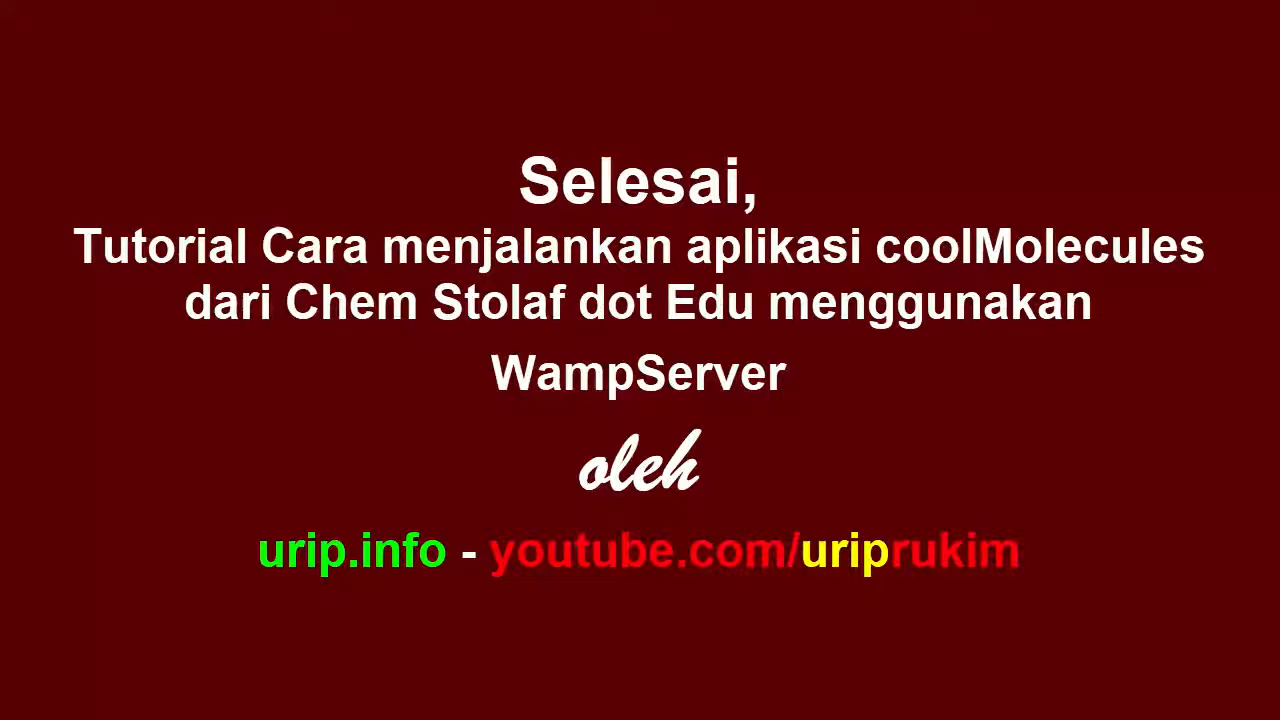 Selesai,
Tutorial Cara menjalankan aplikasi coolMolecules
dari Chem Stolaf dot Edu menggunakan
WampServer
oleh
urip.info - youtube.com/uriprukim